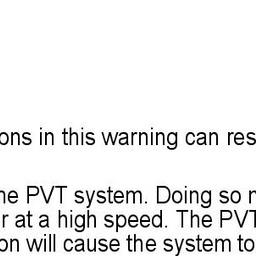 ons in this warning can res
ne PVT system. Doing so
r at a high speed. The PVT
on will cause the system to